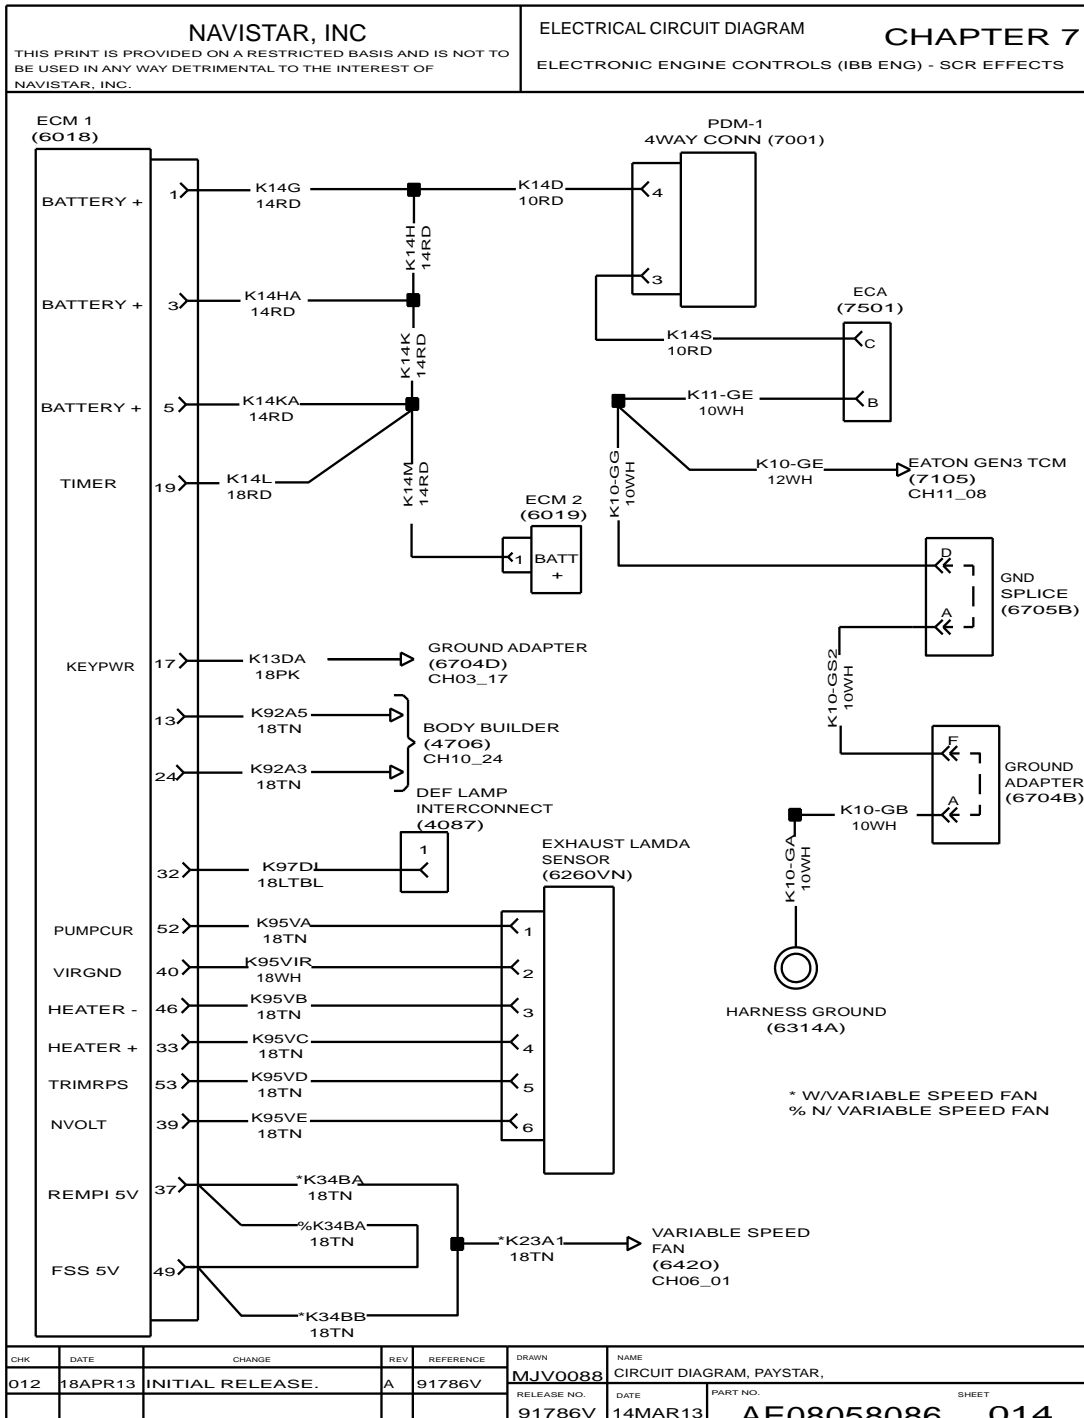 NAVISTAR, INC
THIS PRINT IS PROVIDED ON A RESTRICTED BASIS AND IS NOT TO
BE USED IN ANY WAY DETRIMENTAL TO THE INTEREST OF
NAVISTAR, INC.
ELECTRICAL CIRCUIT DIAGRAM
CHAPTER 7
ELECTRONIC ENGINE CONTROLS (IBB ENG) - SCR EFFECTS
ECM 1
(6018)
PDM-1
4WAY CONN (7001)
BATTERY +
1
K14G
14RD
K14D
10RD
4
K14H
14RD
3
BATTERY +
3
K14HA
14RD
ECA
(7501)
K14S
10RD
C
K14K
14RD
BATTERY +
5
K14KA
14RD
K11-GE
10WH
B
TIMER
19
K14L
18RD
K14M
14RD
K10-GG
10WH
K10-GE
12WH
EATON GEN3 TCM
(7105)
CH11_08
ECM 2
(6019)
1
BATT
+
D
A
GND
SPLICE
(6705B)
KEYPWR
17
K13DA
18PK
GROUND ADAPTER
(6704D)
CH03_17
K10-GS2
10WH
13
K92A5
18TN
BODY BUILDER
(4706)
CH10_24
24
K92A3
18TN
F
A
GROUND
ADAPTER
(6704B)
DEF LAMP
INTERCONNECT
(4087)
1
K10-GB
10WH
K10-GA
10WH
32
K97DL
18LTBL
EXHAUST LAMDA
SENSOR
(6260VN)
PUMPCUR
52
K95VA
18TN
1
VIRGND
40
K95VIR
18WH
2
HEATER -
46
K95VB
18TN
3
HARNESS GROUND
(6314A)
HEATER +
33
K95VC
18TN
4
TRIMRPS
53
K95VD
18TN
5
NVOLT
39
K95VE
18TN
6
* W/VARIABLE SPEED FAN
% N/ VARIABLE SPEED FAN
REMPI 5V
37
*K34BA
18TN
%K34BA
18TN
*K23A1
18TN
VARIABLE SPEED
FAN
(6420)
CH06_01
FSS 5V
49
*K34BB
18TN
CHK DATE CHANGE REV REFERENCE
012 18APR13 INITIAL RELEASE. A 91786V
DRAWN
MJV0088
NAME
CIRCUIT DIAGRAM, PAYSTAR,
RELEASE NO.
91786V
DATE
14MAR13
PART NO.
AE08058086
SHEET
014